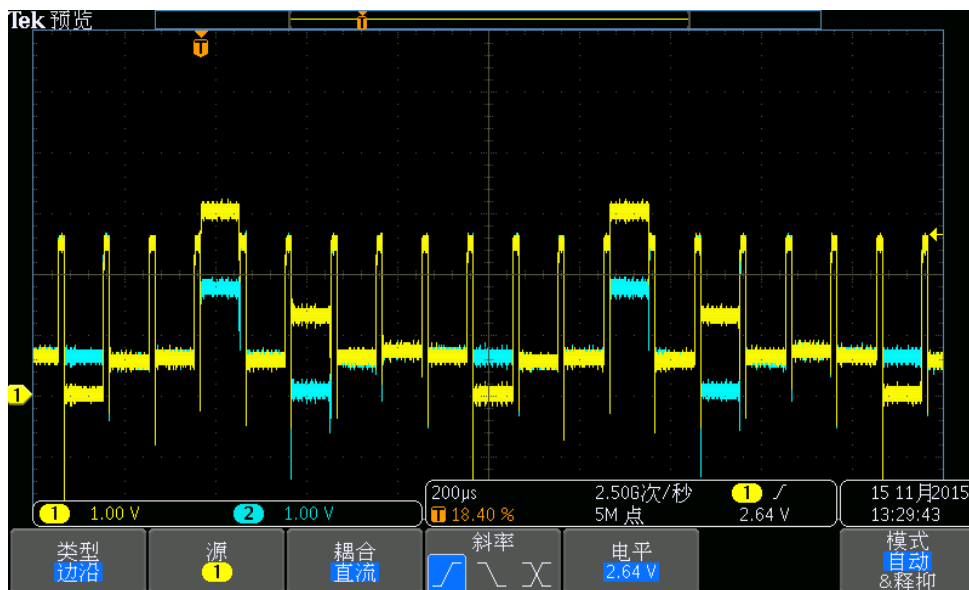 Tek 预览
T
T
1
200μs 2.50G次/秒 1
1 1.00 V 2 1.00 V T 18.40 % 5M 点 2.64 V
15 11月2015
13:29:43
类型
边沿
源
1
耦合
直流
斜率
电平
2.64 V
模式
自动
&释抑